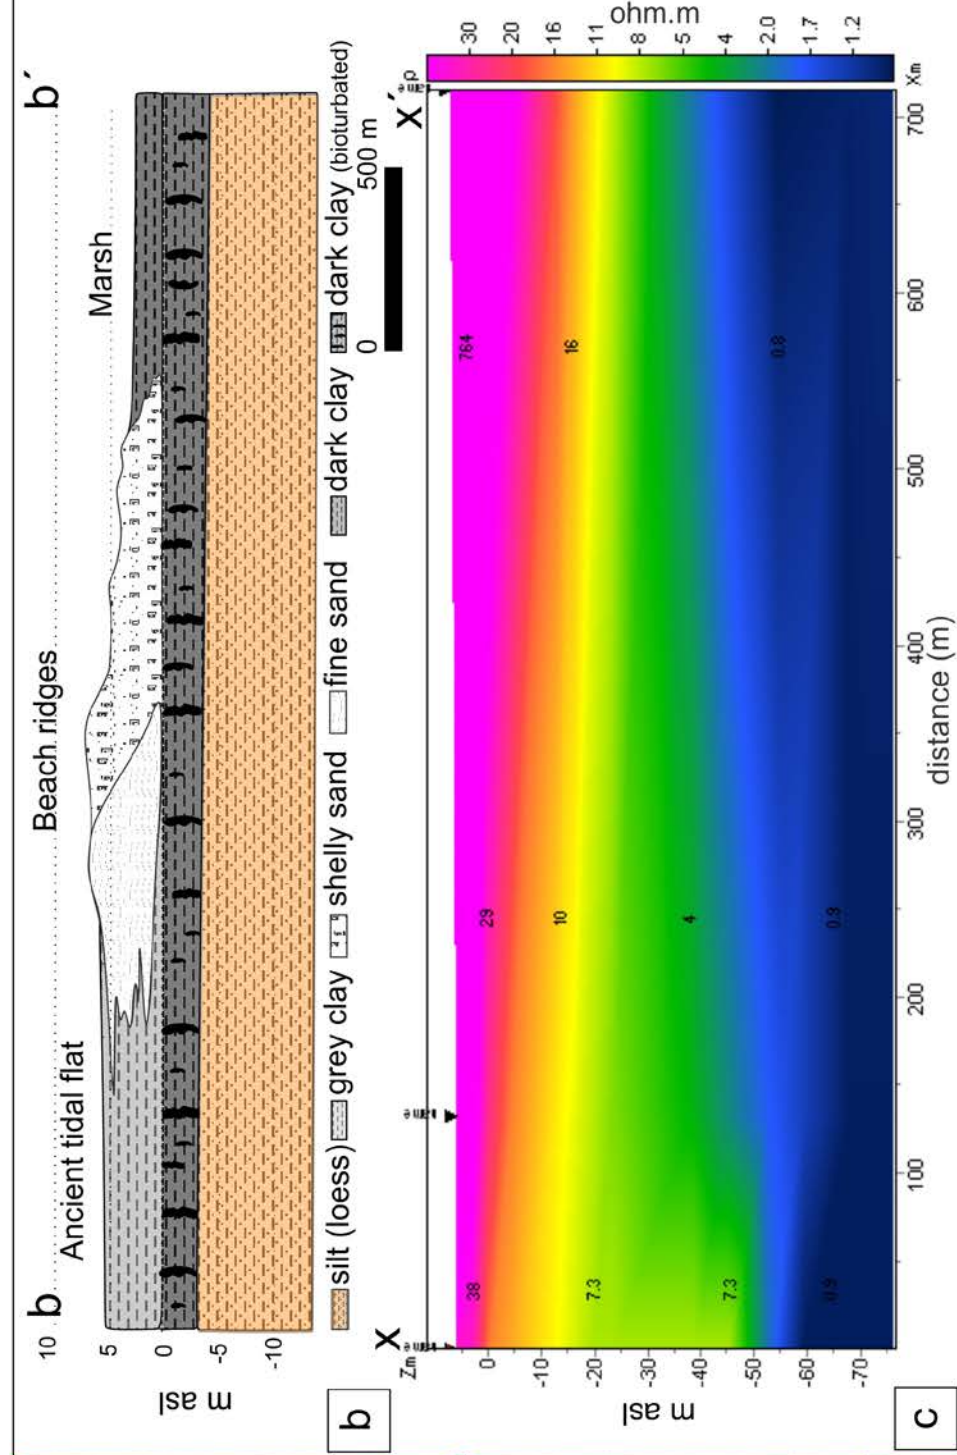 b
b´
10
5
0
-5
-10
m asl
Ancient tidal flat
Beach ridges
Marsh
b
silt (loess)
grey clay
shelly sand
fine sand
dark clay
dark clay (bioturbated)
0
500 m
X
X´
Zm
ρ
ohm.m
30
20
16
11
8
5
4
2.0
1.7
1.2
Xm
0
-10
-20
-30
-40
-50
-60
-70
m asl
38
7.3
7.3
0.9
29
10
4
0.9
764
16
0.8
100
200
300
400
500
600
700
distance (m)
c